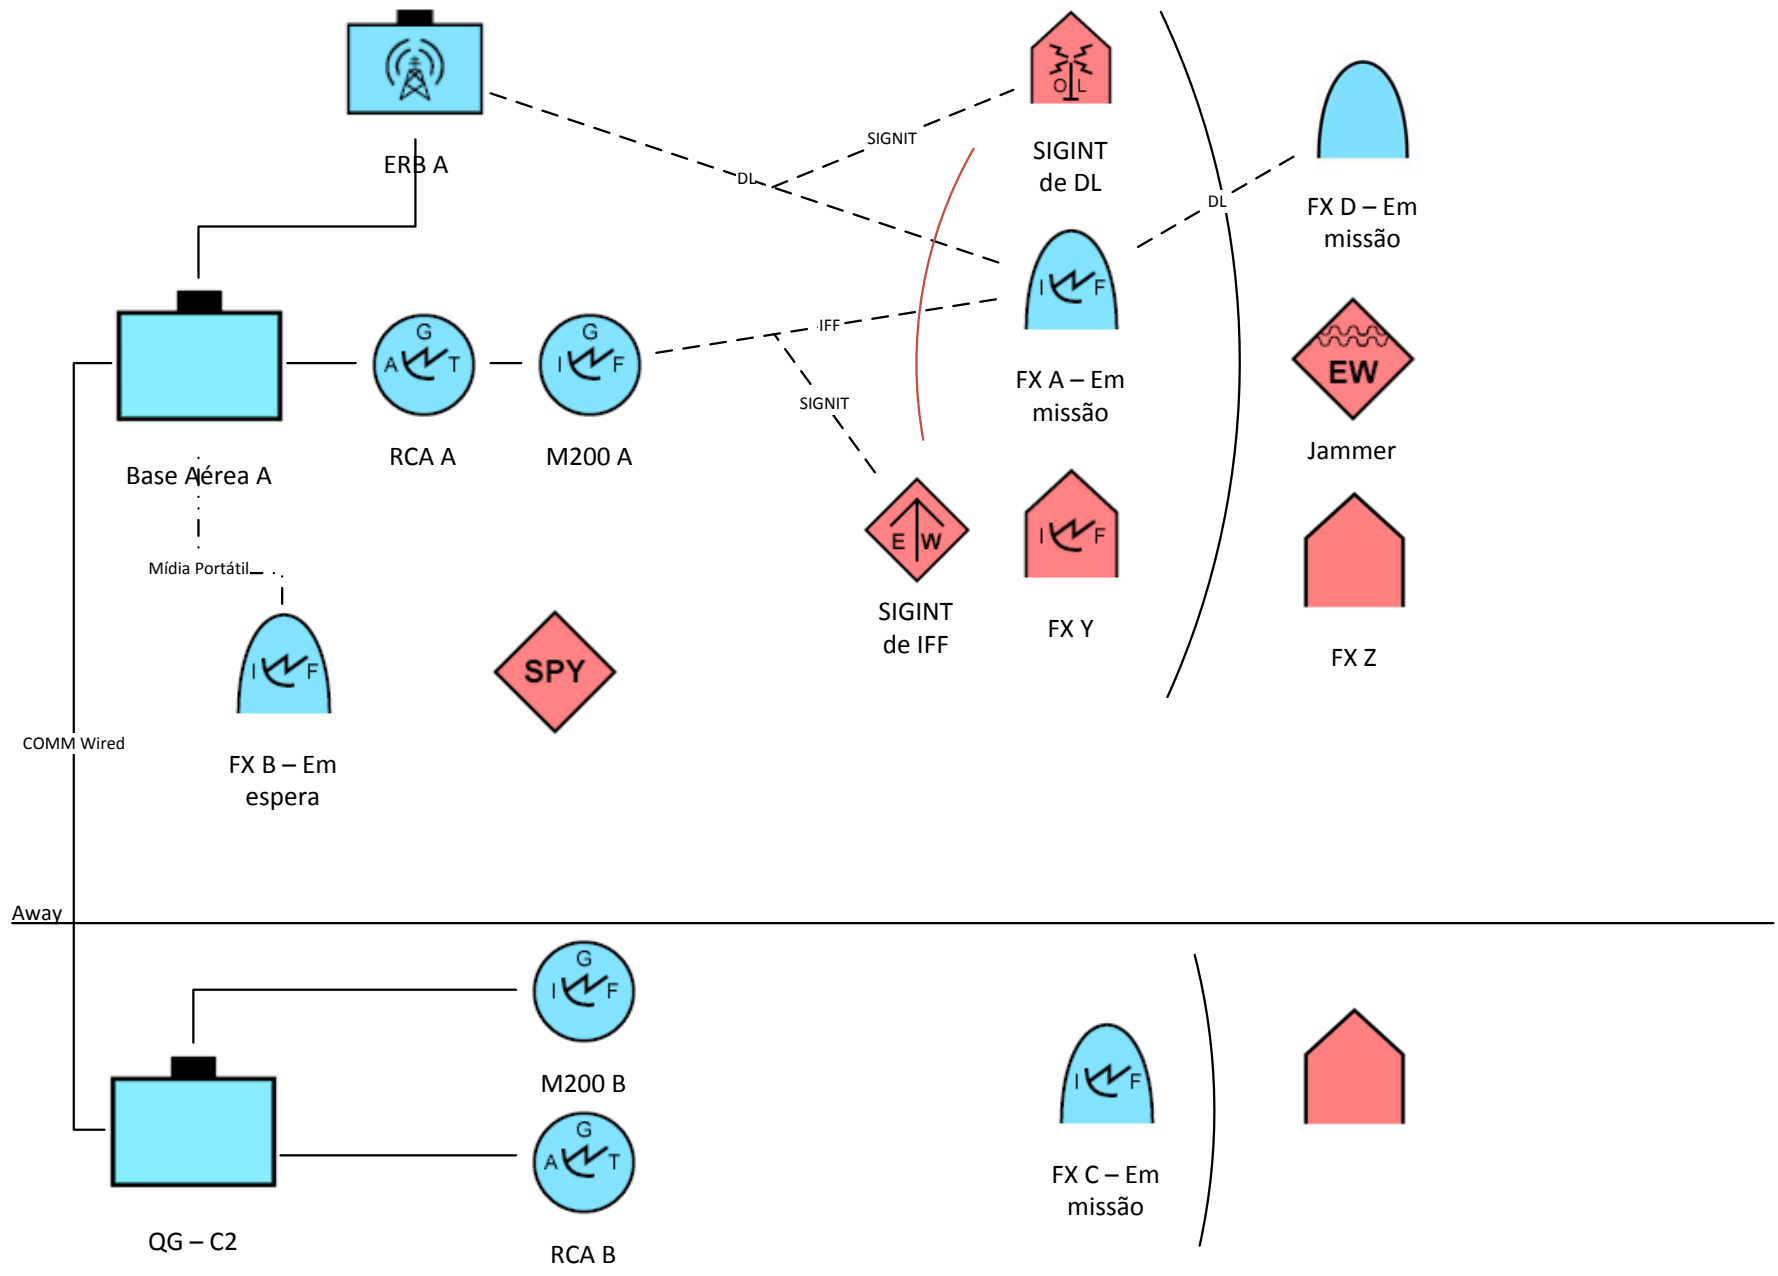 ERB A
DL
SIGNIT
O L
SIGINT
de DL
DL
FX D – Em
missão
Base Aérea A
G
A T
RCA A
G
I F
M200 A
IFF
SIGNIT
I F
FX A – Em
missão
EW
Jammer
Mídia Portátil
I F
FX B – Em
espera
SPY
E W
SIGINT
de IFF
I F
FX Y
FX Z
COMM Wired
Away
G
I F
M200 B
QG – C2
G
A T
RCA B
I F
FX C – Em
missão